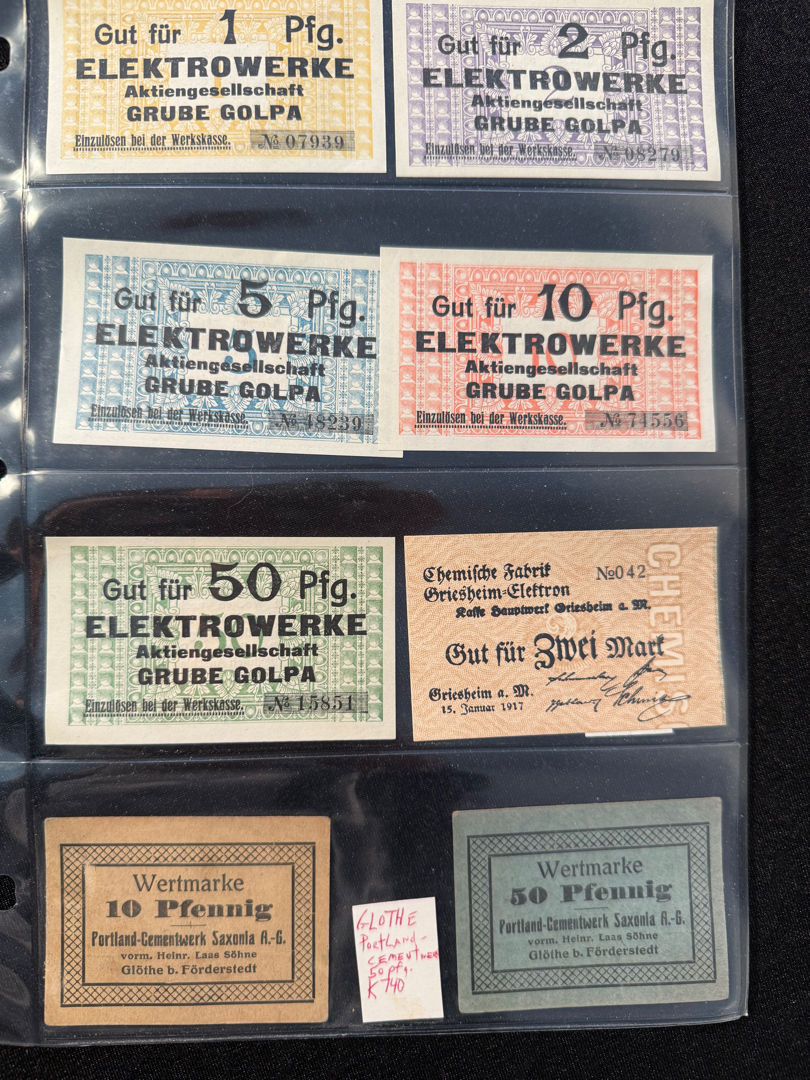 Gut für 1 Pfg.
ELEKTROWERKE
Aktiengesellschaft
GRUBE GOLPA
Einzulösen bei der Werkskasse. № 07939
Gut für 2 Pfg.
ELEKTROWERKE
Aktiengesellschaft
GRUBE GOLPA
Einzulösen bei der Werkskasse. № 08279
Gut für 5 Pfg.
ELEKTROWERKE
Aktiengesellschaft
GRUBE GOLPA
Einzulösen bei der Werkskasse. № 48239
Gut für 10 Pfg.
ELEKTROWERKE
Aktiengesellschaft
GRUBE GOLPA
Einzulösen bei der Werkskasse. № 74556
Gut für 50 Pfg.
ELEKTROWERKE
Aktiengesellschaft
GRUBE GOLPA
Einzulösen bei der Werkskasse. № 15851
Chemische Fabrik №042
Griesheim-Elektron
Kasse Hauptwerk Griesheim a. M.
Gut für Zwei Mark
Griesheim a. M.
15. Januar 1917
CHEMIS
Wertmarke
10 Pfennig
Portland-Cementwerk Saxonia A.-G.
vorm. Heinr. Laas Söhne
Glöthe b. Förderstedt
GLOTHE
PORTLAND-
CEMENTWER
50 pfg.
K 740
Wertmarke
50 Pfennig
Portland-Cementwerk Saxonia A.-G.
vorm. Heinr. Laas Söhne
Glöthe b. Förderstedt